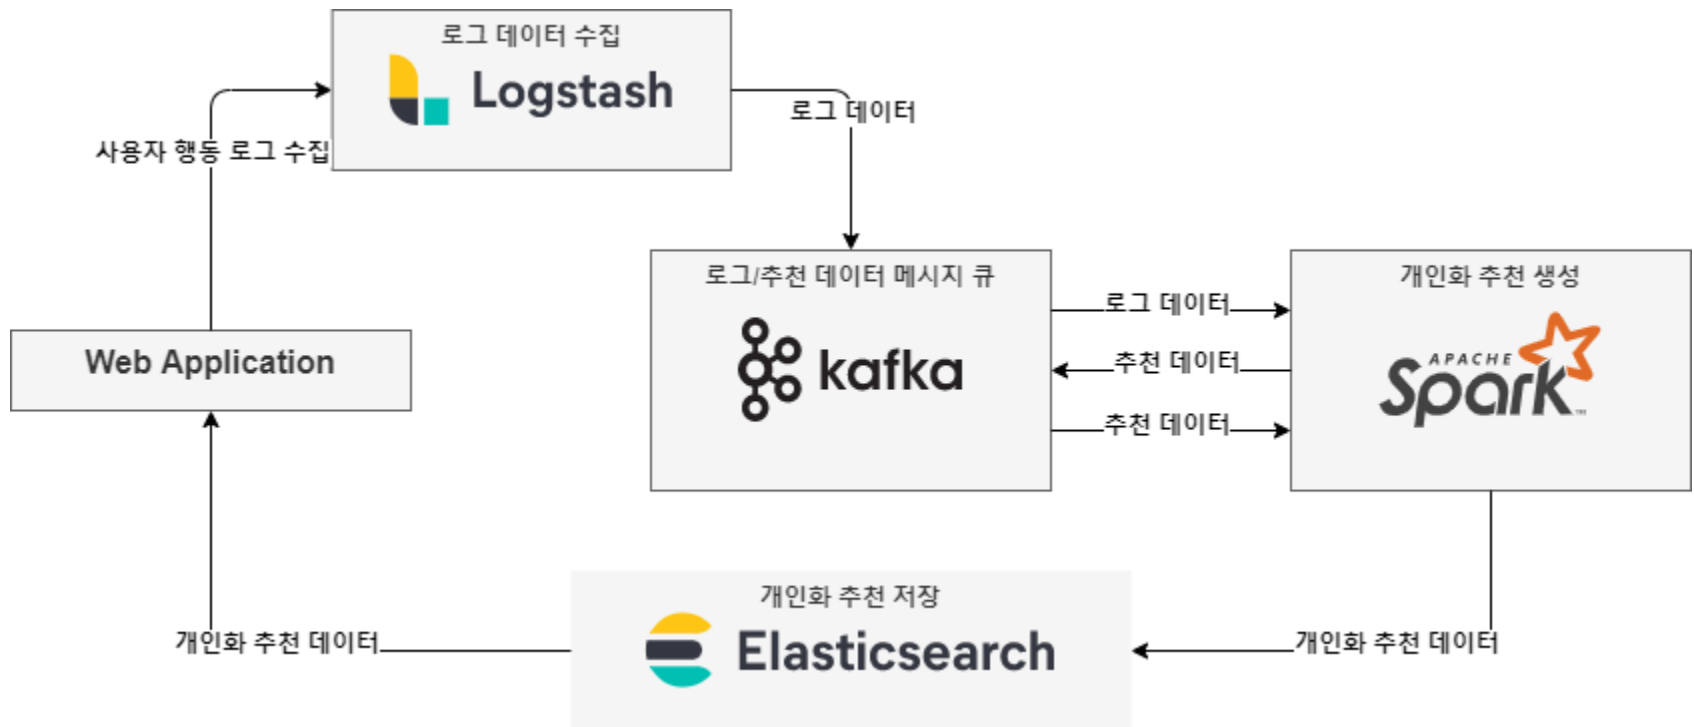 로그 데이터 수집
Logstash
사용자 행동 로그 수집
로그 데이터
로그/추천 데이터 메시지 큐
kafka
로그 데이터
추천 데이터
추천 데이터
개인화 추천 생성
APACHE
Spark™
Web Application
개인화 추천 저장
Elasticsearch
개인화 추천 데이터
개인화 추천 데이터